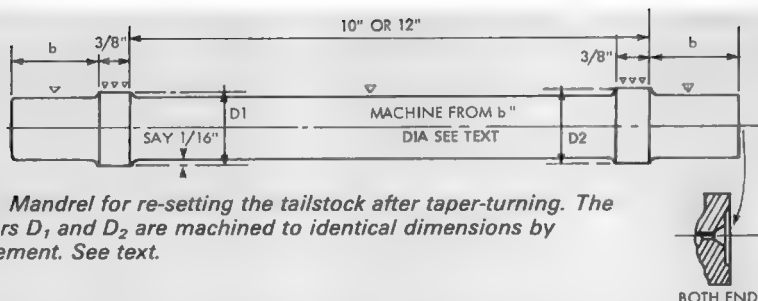 10" OR 12"
b
3/8"
3/8"
b
D1
MACHINE FROM b"
SAY 1/16"
DIA SEE TEXT
D2
Mandrel for re-setting the tailstock after taper-turning. The
ers D₁ and D₂ are machined to identical dimensions by
ement. See text.
BOTH END